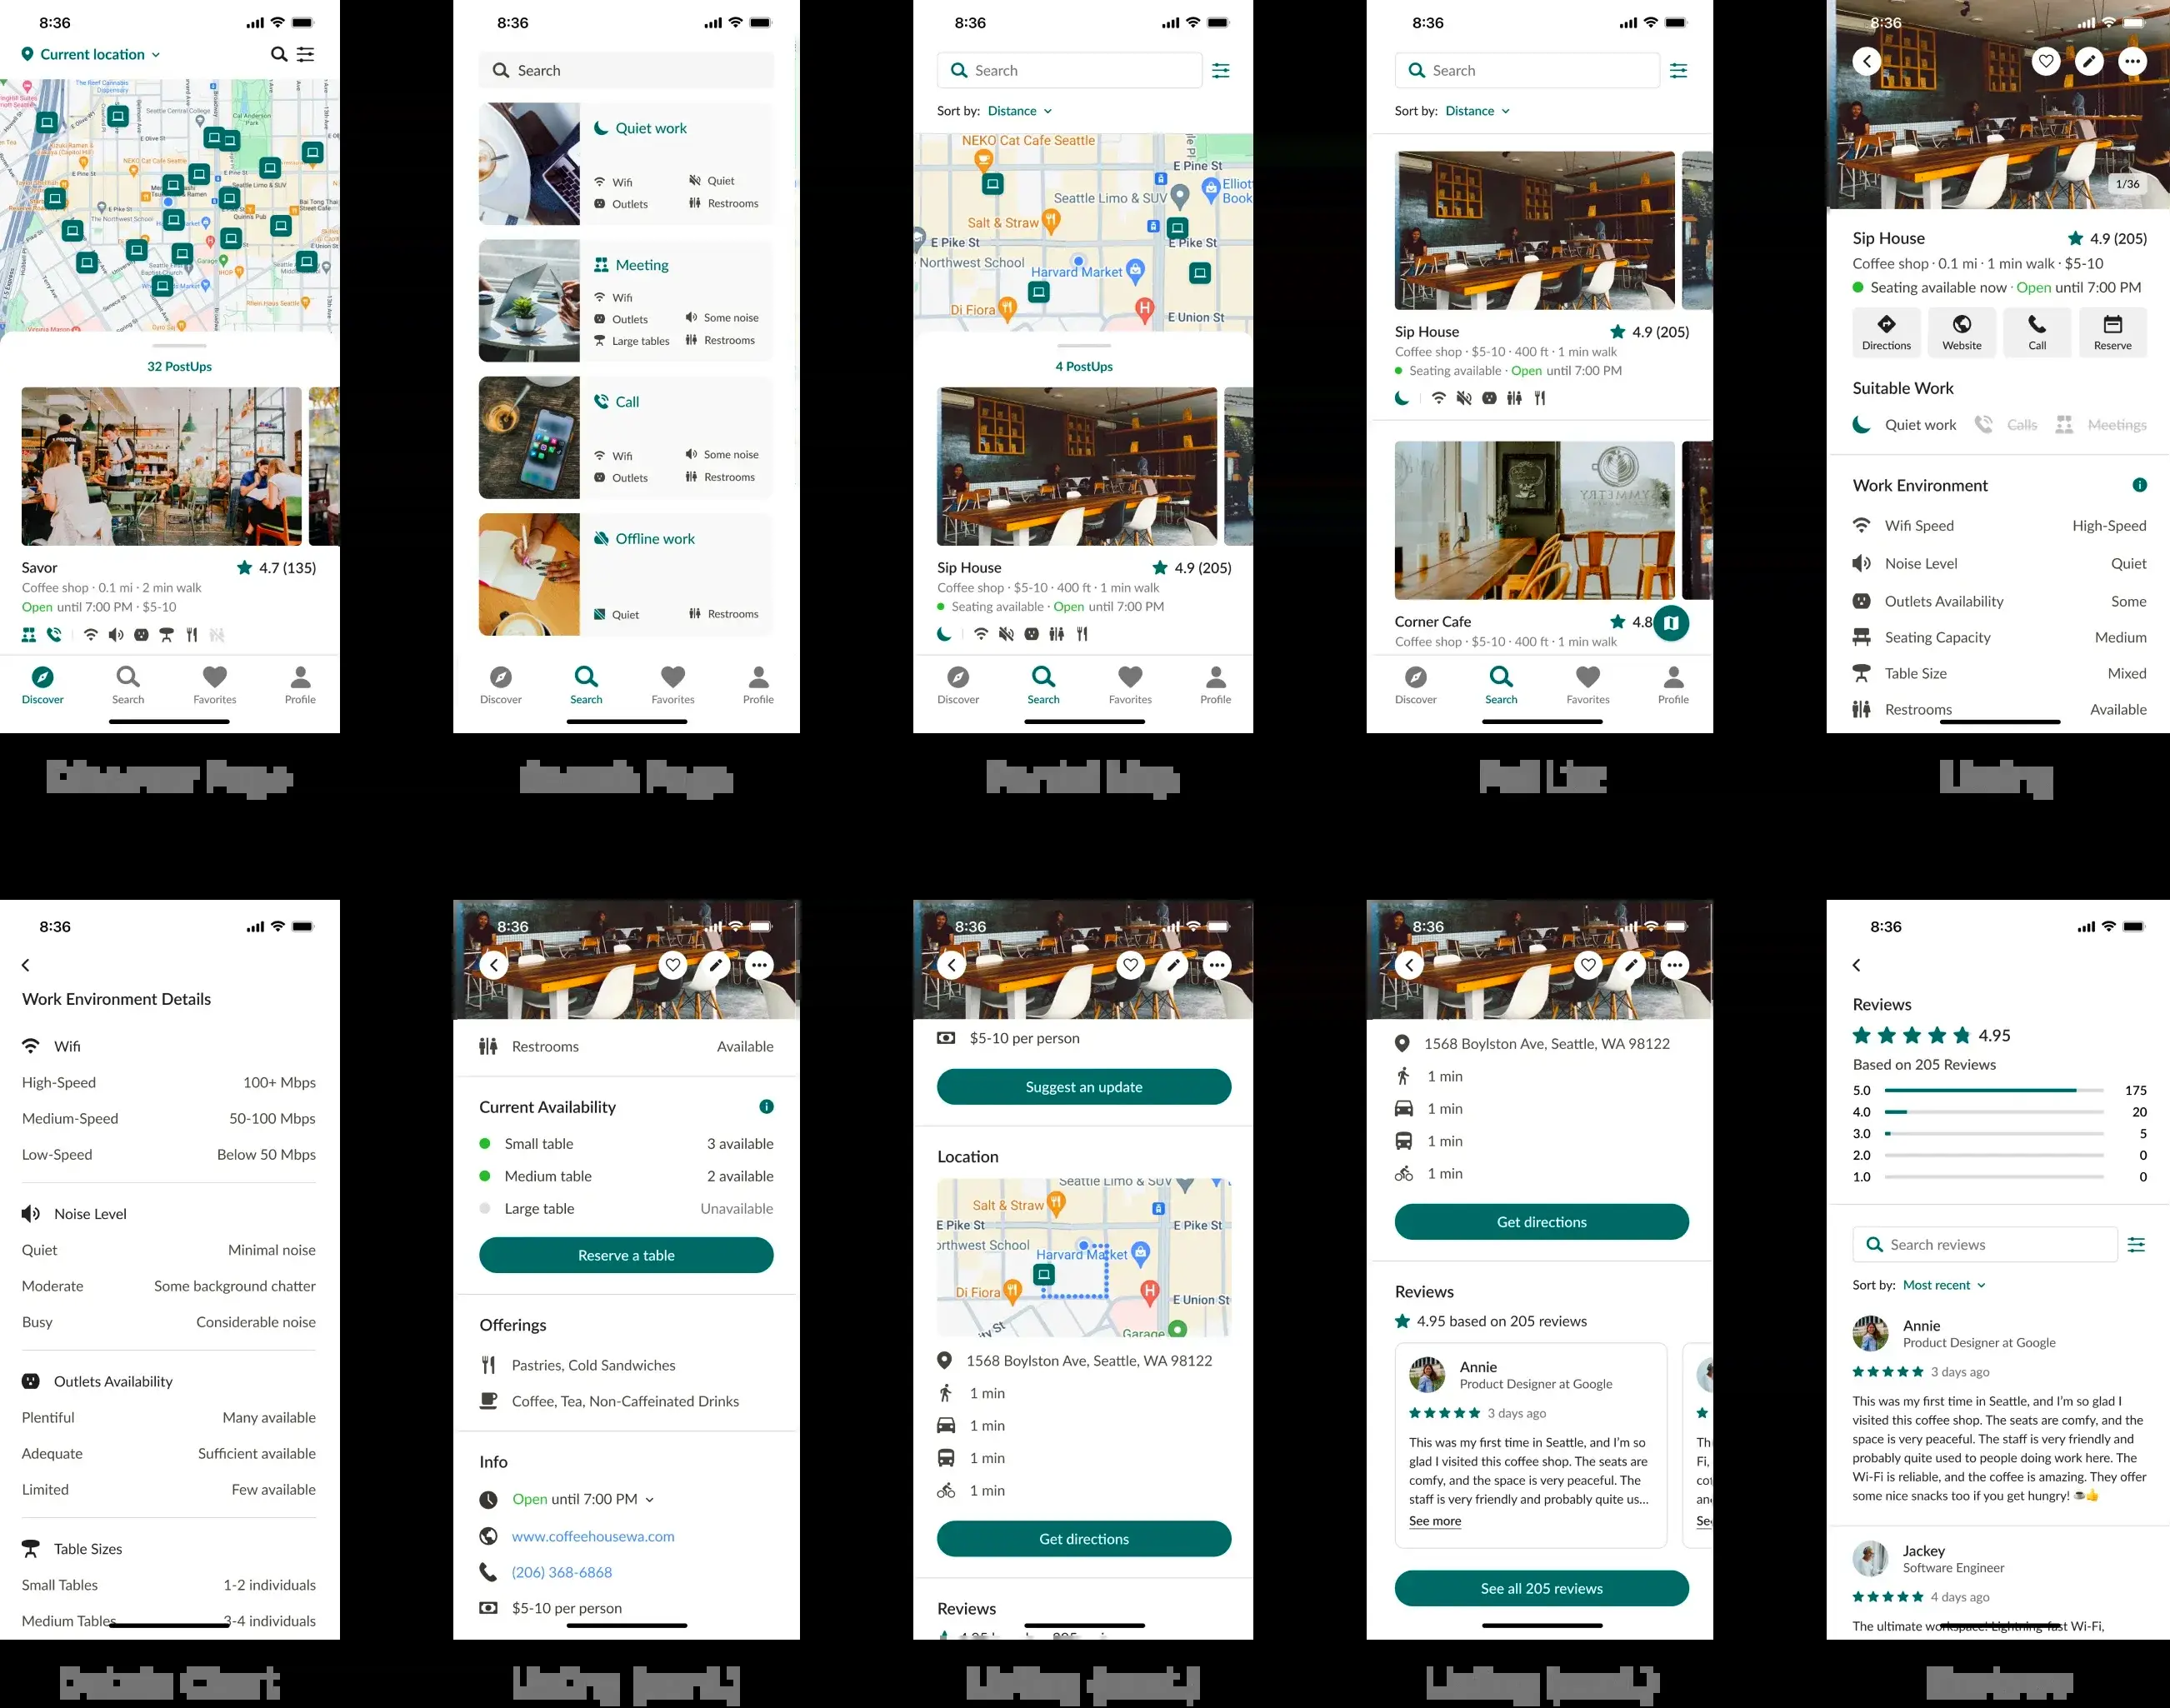 8:36
Current location
32 PostUps
Savor
4.7 (135)
Coffee shop · 0.1 mi · 2 min walk
Open until 7:00 PM · $5-10
Discover
Search
Favorites
Profile
8:36
Search
Quiet work
Wifi
Quiet
Outlets
Restrooms
Meeting
Wifi
Outlets
Some noise
Large tables
Restrooms
Call
Wifi
Some noise
Outlets
Restrooms
Offline work
Quiet
Restrooms
Discover
Search
Favorites
Profile
8:36
Search
Sort by: Distance
NEKO Cat Cafe Seattle
E Pine St
Seattle Limo & SUV
Elliot
Book
Salt & Straw
E Pike St
E Pike St
Northwest School
Harvard Market
Di Fiora
E Union St
4 PostUps
Sip House
4.9 (205)
Coffee shop · $5-10 · 400 ft · 1 min walk
Seating available · Open until 7:00 PM
Discover
Search
Favorites
Profile
8:36
Search
Sort by: Distance
Sip House
4.9 (205)
Coffee shop · $5-10 · 400 ft · 1 min walk
Seating available · Open until 7:00 PM
Corner Cafe
4.8
Coffee shop · $5-10 · 400 ft · 1 min walk
Discover
Search
Favorites
Profile
8:36
1/36
Sip House
4.9 (205)
Coffee shop · 0.1 mi · 1 min walk · $5-10
Seating available now · Open until 7:00 PM
Directions
Website
Call
Reserve
Suitable Work
Quiet work
Calls
Meetings
Work Environment
Wifi Speed
High-Speed
Noise Level
Quiet
Outlets Availability
Some
Seating Capacity
Medium
Table Size
Mixed
Restrooms
Available
8:36
Work Environment Details
Wifi
High-Speed
100+ Mbps
Medium-Speed
50-100 Mbps
Low-Speed
Below 50 Mbps
Noise Level
Quiet
Minimal noise
Moderate
Some background chatter
Busy
Considerable noise
Outlets Availability
Plentiful
Many available
Adequate
Sufficient available
Limited
Few available
Table Sizes
Small Tables
1-2 individuals
Medium Tables
3-4 individuals
8:36
Restrooms
Available
Current Availability
Small table
3 available
Medium table
2 available
Large table
Unavailable
Reserve a table
Offerings
Pastries, Cold Sandwiches
Coffee, Tea, Non-Caffeinated Drinks
Info
Open until 7:00 PM
www.coffeehousewa.com
(206) 368-6868
$5-10 per person
8:36
$5-10 per person
Suggest an update
Location
Seattle Limo & SUV
Salt & Straw
E Pike St
E Pike St
orthwest School
Harvard Market
Di Fiora
E Union St
Garage
1568 Boylston Ave, Seattle, WA 98122
1 min
1 min
1 min
1 min
Get directions
Reviews
8:36
1568 Boylston Ave, Seattle, WA 98122
1 min
1 min
1 min
1 min
Get directions
Reviews
4.95 based on 205 reviews
Annie
Product Designer at Google
3 days ago
This was my first time in Seattle, and I'm so
glad I visited this coffee shop. The seats are
comfy, and the space is very peaceful. The
staff is very friendly and probably quite us...
See more
See all 205 reviews
8:36
Reviews
4.95
Based on 205 Reviews
5.0
175
4.0
20
3.0
5
2.0
0
1.0
0
Search reviews
Sort by: Most recent
Annie
Product Designer at Google
3 days ago
This was my first time in Seattle, and I'm so glad I
visited this coffee shop. The seats are comfy, and the
space is very peaceful. The staff is very friendly and
probably quite used to people doing work here. The
Wi-Fi is reliable, and the coffee is amazing. They offer
some nice snacks too if you get hungry! ☕👍
Jackey
Software Engineer
4 days ago
The ultimate workspace! Lightning fast Wi-Fi,